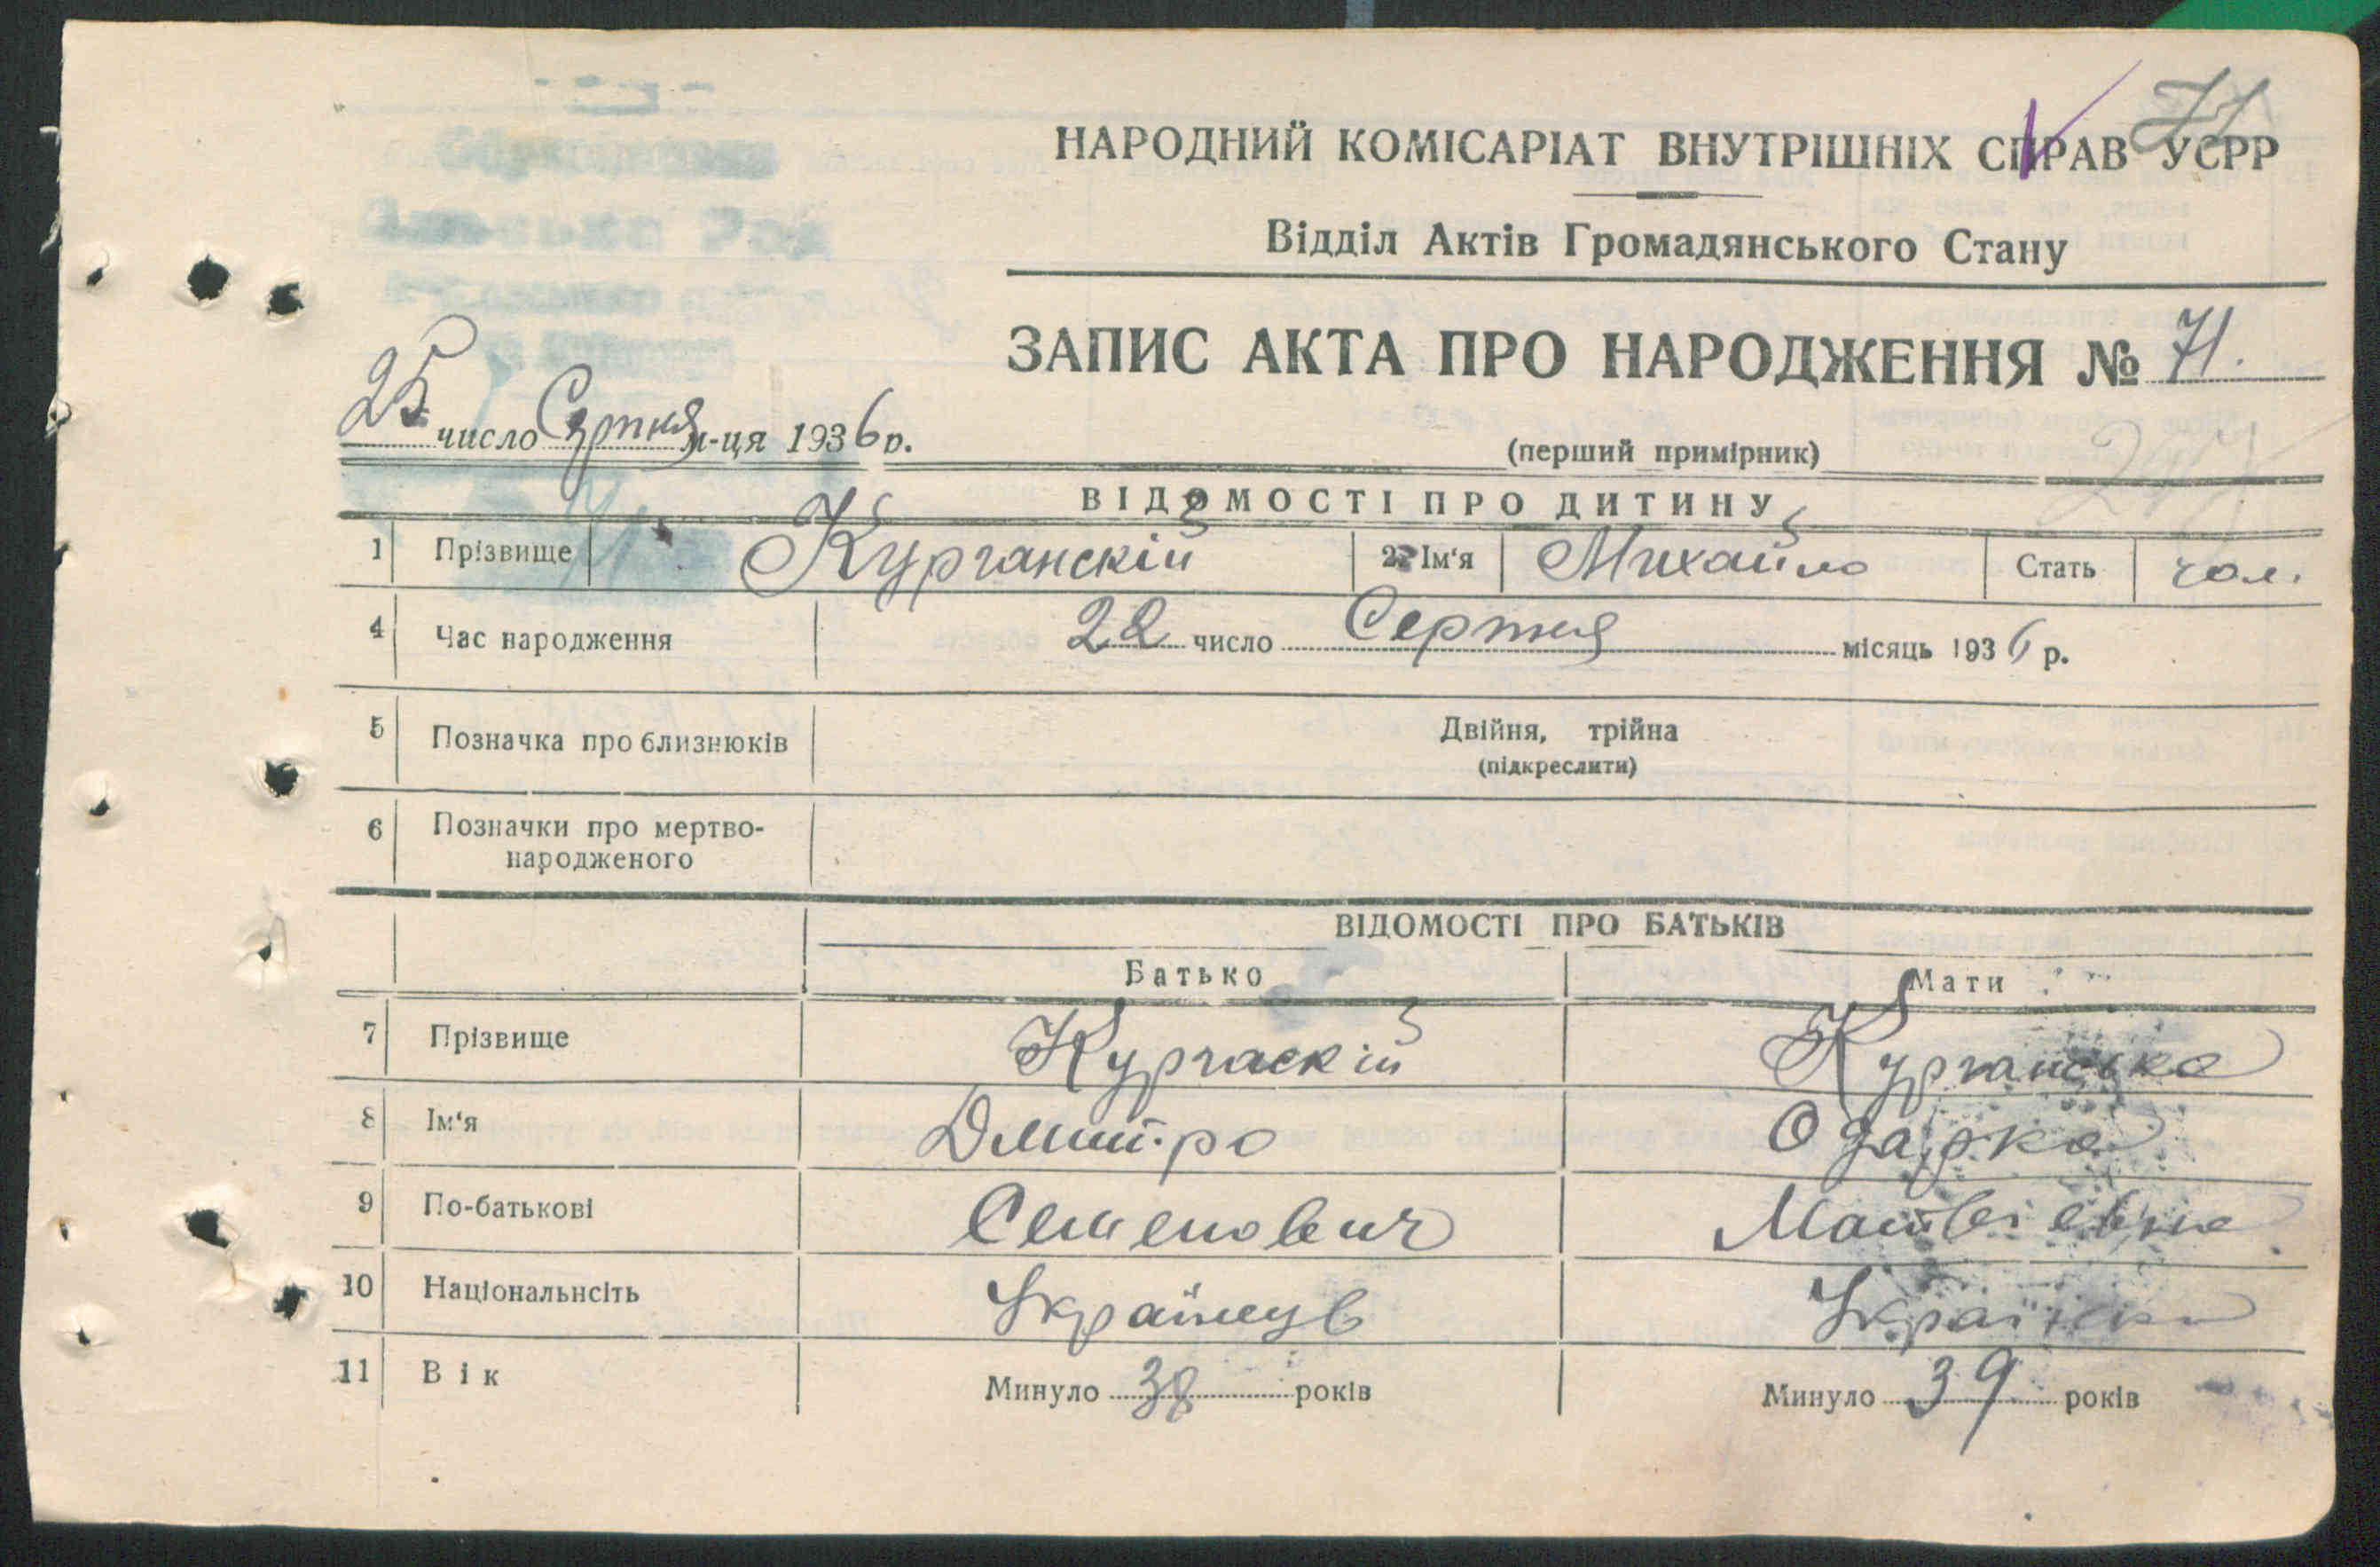 71
НАРОДНИЙ КОМІСАРІАТ ВНУТРІШНІХ СПРАВ УСРР
Відділ Актів Громадянського Стану
ЗАПИС АКТА ПРО НАРОДЖЕННЯ № 71.
25 число Серпня м-ця 1936 р.
(перший примірник)
ВІДОМОСТІ ПРО ДИТИНУ
1 Прізвище Курганскій 2 Ім'я Михайло Стать чол.
4 Час народження 22 число Серпня місяць 1936 р.
5 Позначка про близнюків Двійня, трійна
(підкреслити)
6 Позначки про мертво-
народженого
ВІДОМОСТІ ПРО БАТЬКІВ
Батько Мати
7 Прізвище Кургаскій Курганська
8 Ім'я Дмитро Одарка
9 По-батькові Семенович Матвієвна
10 Національнсіть Українець Українка
11 Вік Минуло 38 років Минуло 39 років